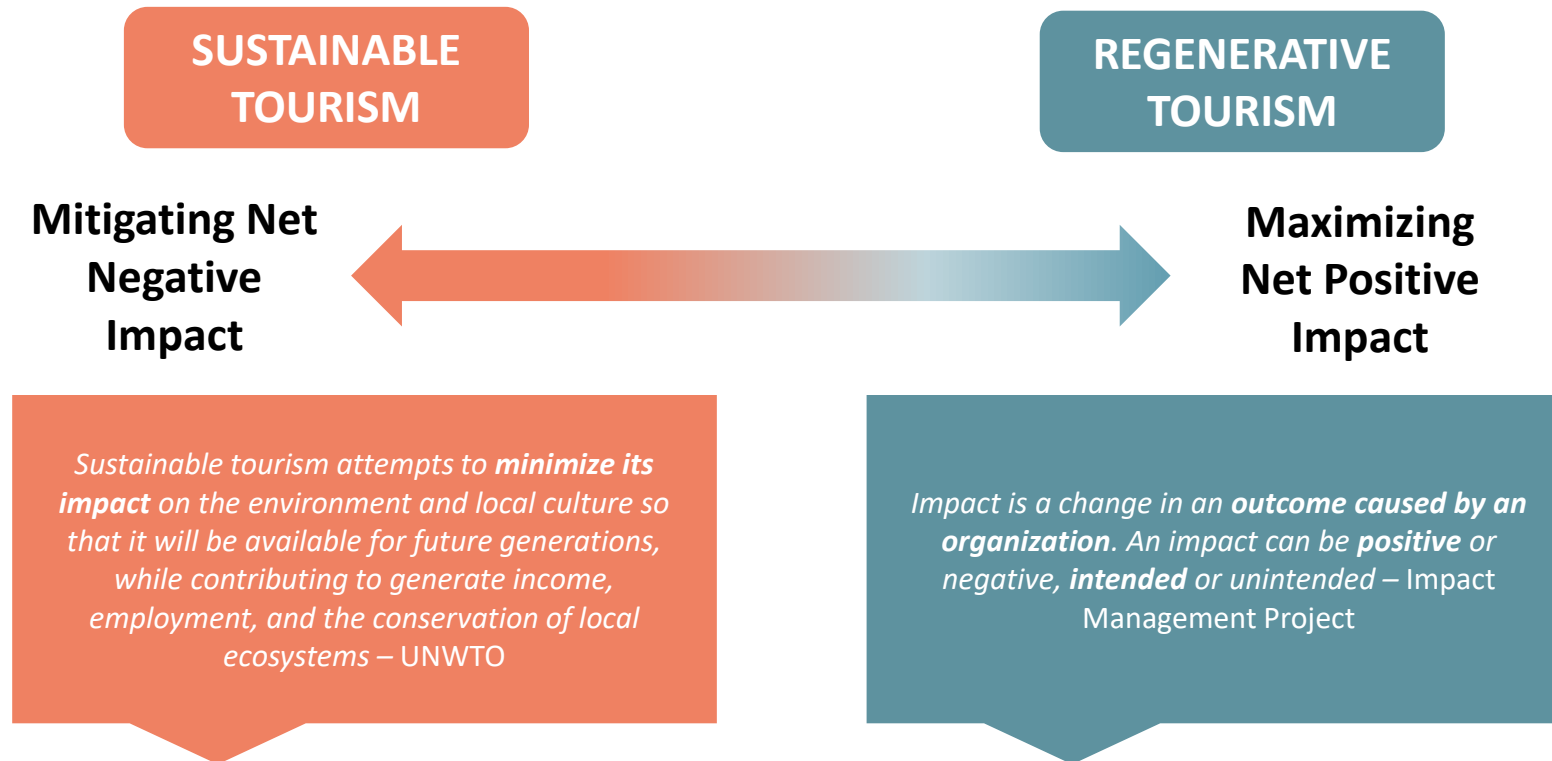 SUSTAINABLE
TOURISM
REGENERATIVE
TOURISM
Mitigating Net
Negative
Impact
Maximizing
Net Positive
Impact
Sustainable tourism attempts to minimize its
impact on the environment and local culture so
that it will be available for future generations,
while contributing to generate income,
employment, and the conservation of local
ecosystems – UNWTO
Impact is a change in an outcome caused by an
organization. An impact can be positive or
negative, intended or unintended – Impact
Management Project